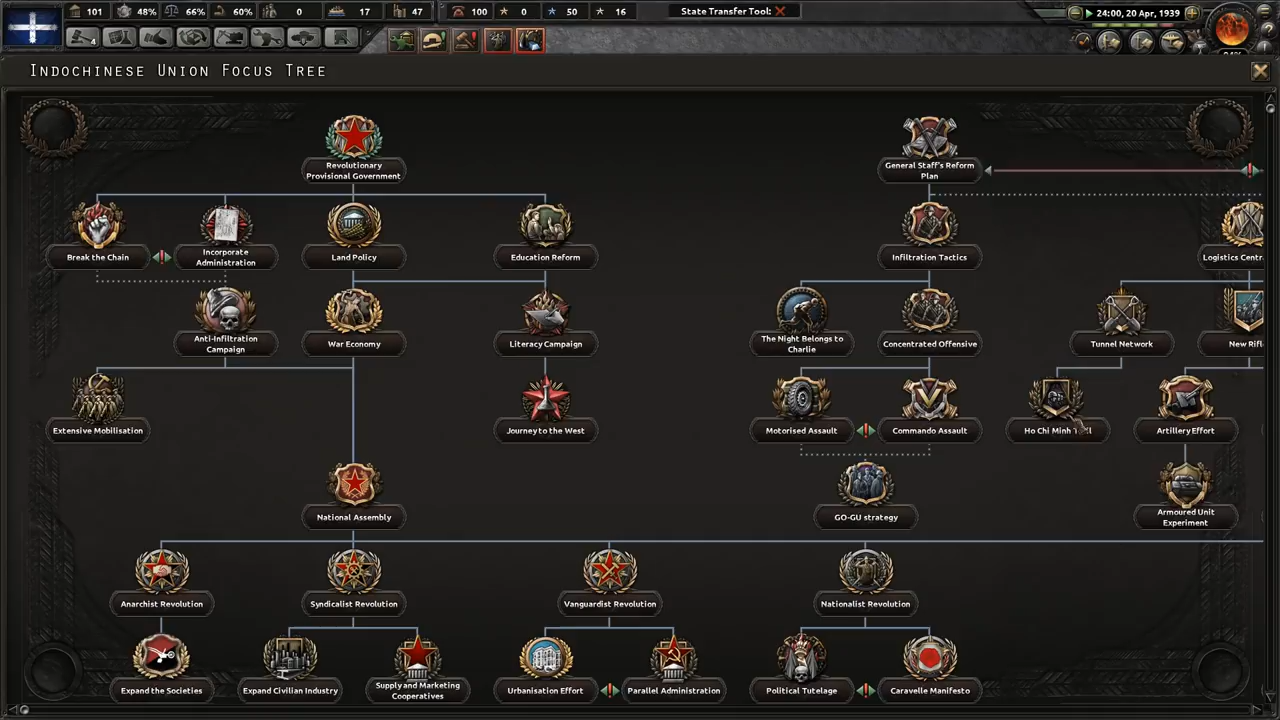 101
48%
66%
60%
0
17
47
100
0
50
16
State Transfer Tool:
24:00, 20 Apr, 1939
4
INDOCHINESE UNION FOCUS TREE
Revolutionary
Provisional Government
General Staff's Reform
Plan
Break the Chain
Incorporate
Administration
Land Policy
Education Reform
Infiltration Tactics
Logistics Centr
Anti-Infiltration
Campaign
War Economy
Literacy Campaign
The Night Belongs to
Charlie
Concentrated Offensive
Tunnel Network
New Rifl
Extensive Mobilisation
Journey to the West
Motorised Assault
Commando Assault
Ho Chi Minh
Artillery Effort
National Assembly
GO-GU strategy
Armoured Unit
Experiment
Anarchist Revolution
Syndicalist Revolution
Vanguardist Revolution
Nationalist Revolution
Expand the Societies
Expand Civilian Industry
Supply and Marketing
Cooperatives
Urbanisation Effort
Parallel Administration
Political Tutelage
Caravelle Manifesto